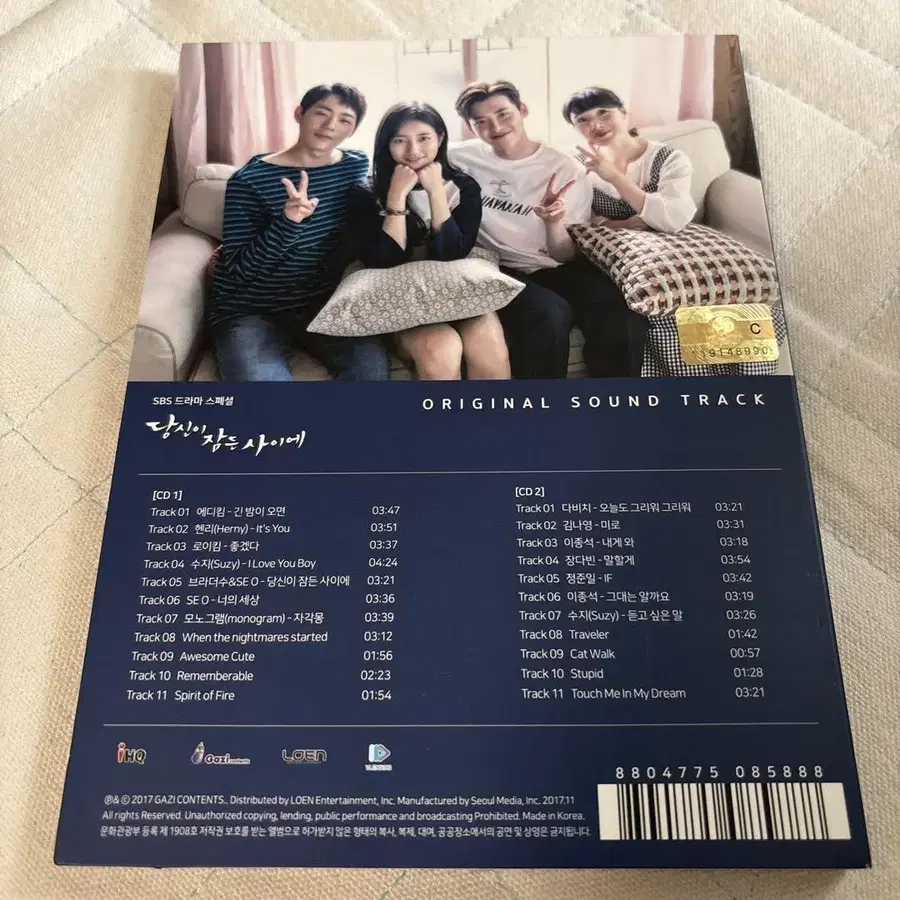 HAVANA
C
SBS 드라마 스페셜
ORIGINAL SOUND TRACK
당신이 잠든 사이에
[CD 1]
Track 01 에디킴 - 긴 밤이 오면 03:47
Track 02 헨리(Herny) - It's You 03:51
Track 03 로이킴 - 좋겠다 03:37
Track 04 수지(Suzy) - I Love You Boy 04:24
Track 05 브라더수&SE O - 당신이 잠든 사이에 03:21
Track 06 SE O - 너의 세상 03:36
Track 07 모노그램(monogram) - 자각몽 03:39
Track 08 When the nightmares started 03:12
Track 09 Awesome Cute 01:56
Track 10 Rememberable 02:23
Track 11 Spirit of Fire 01:54
[CD 2]
Track 01 다비치 - 오늘도 그리워 그리워 03:21
Track 02 김나영 - 미로 03:31
Track 03 이종석 - 내게 와 03:18
Track 04 장다빈 - 말할게 03:54
Track 05 정준일 - IF 03:42
Track 06 이종석 - 그대는 알까요 03:19
Track 07 수지(Suzy) - 듣고 싶은 말 03:26
Track 08 Traveler 01:42
Track 09 Cat Walk 00:57
Track 10 Stupid 01:28
Track 11 Touch Me In My Dream 03:21
iHQ
Gazi contents
LOEN
8804775 085888
℗& © 2017 GAZI CONTENTS.. Distributed by LOEN Entertainment, Inc. Manufactured by Seoul Media, Inc. 2017.11
All rights Reserved. Unauthorized copying, lending, public performance and broadcasting Prohibited. Made in Korea.
문화관광부 등록 제 1908호 저작권 보호를 받는 앨범으로 허가받지 않은 형태의 복사, 복제, 대여, 공공장소에서의 공연 및 상영은 금지됩니다.